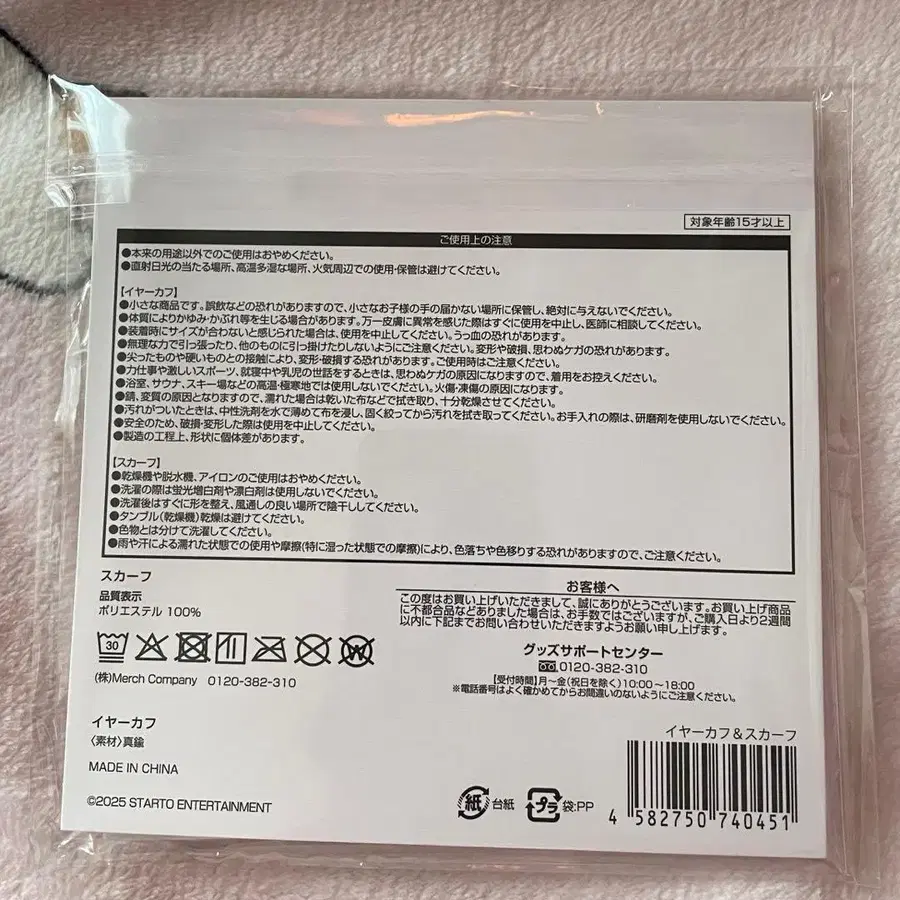 対象年齢15才以上
ご使用上の注意
●本来の用途以外でのご使用はおやめください。
●直射日光の当たる場所、高温多湿な場所、火気周辺での使用・保管は避けてください。
【イヤーカフ】
●小さな商品です。誤飲などの恐れがありますので、小さなお子様の手の届かない場所に保管し、絶対に与えないでください。
●体質によりかゆみ・かぶれ等を生じる場合があります。万一皮膚に異常を感じた際はすぐに使用を中止し、医師に相談してください。
●装着時にサイズが合わないと感じられた場合は、使用を中止してください。うっ血の恐れがあります。
●無理な力で引っ張ったり、他のものに引っ掛けたりしないようにご注意ください。変形や破損、思わぬケガの恐れがあります。
●尖ったものや硬いものとの接触により、変形・破損する恐れがあります。ご使用時はご注意ください。
●力仕事や激しいスポーツ、就寝中や乳児の世話をするときは、思わぬケガの原因になりますので、着用をお控えください。
●浴室、サウナ、スキー場などの高温・極寒地では使用しないでください。火傷・凍傷の原因になります。
●錆、変質の原因となりますので、濡れた場合は乾いた布などで拭き取り、十分乾燥させてください。
●汚れがついたときは、中性洗剤を水で薄めて布を浸し、固く絞ってから汚れを拭き取ってください。お手入れの際は、研磨剤を使用しないでください。
●安全のため、破損・変形した際は使用を中止してください。
●製造の工程上、形状に個体差があります。
【スカーフ】
●乾燥機や脱水機、アイロンのご使用はおやめください。
●洗濯の際は蛍光増白剤や漂白剤は使用しないでください。
●洗濯後はすぐに形を整え、風通しの良い場所で陰干ししてください。
●タンブル(乾燥機)乾燥は避けてください。
●色物とは分けて洗濯してください。
●雨や汗による濡れた状態での使用や摩擦(特に湿った状態での摩擦)により、色落ちや色移りする恐れがありますので、ご注意ください。
スカーフ
品質表示
ポリエステル 100%
30
W
(株)Merch Company 0120-382-310
イヤーカフ
〈素材〉真鍮
MADE IN CHINA
©2025 STARTO ENTERTAINMENT
お客様へ
この度はお買い上げいただきまして、誠にありがとうございます。お買い上げ商品
に不都合品などありました場合は、お手数ではございますが、ご購入日より2週間
以内に下記までお問い合わせいただきますようお願い申し上げます。
グッズサポートセンター
0120-382-310
【受付時間】月~金(祝日を除く)10:00~18:00
※電話番号はよく確かめてからお間違いのないようにご注意ください。
イヤーカフ&スカーフ
紙 台紙
プラ 袋:PP
4 582750 740451